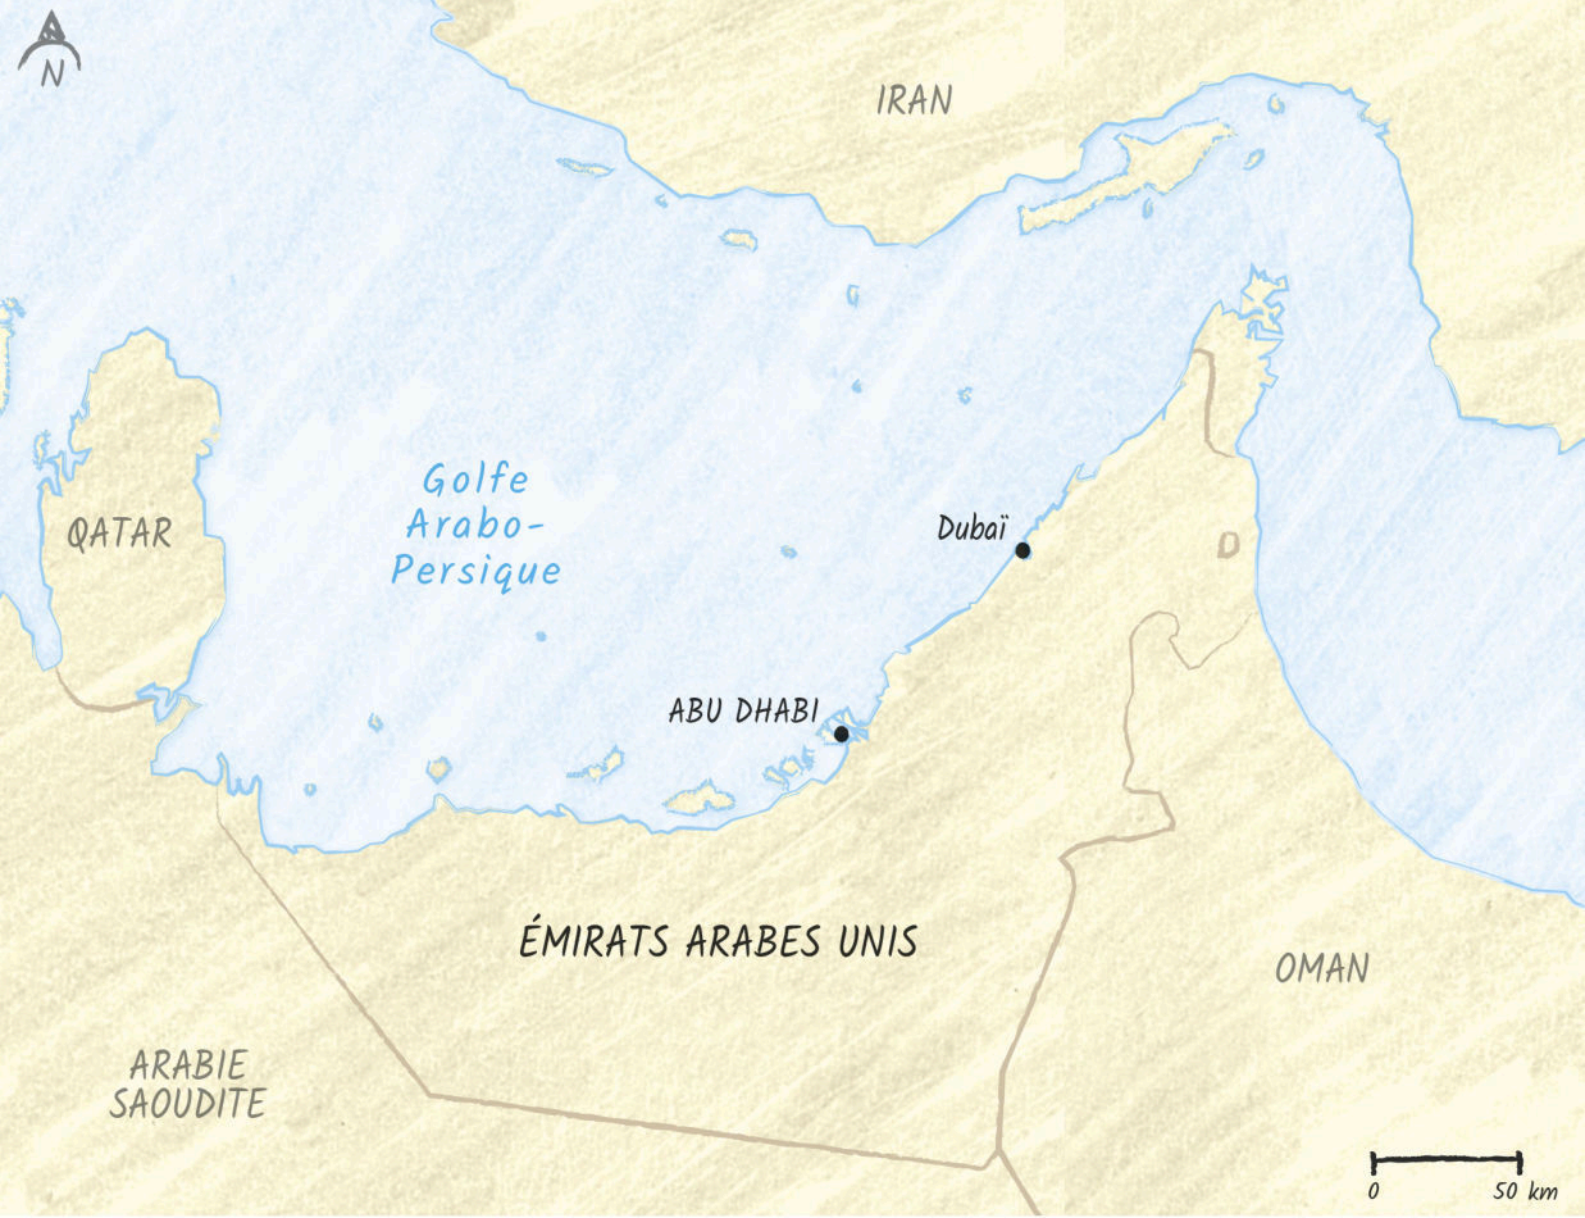 N
IRAN
Golfe
Arabo-
Persique
QATAR
Dubaï
ABU DHABI
ÉMIRATS ARABES UNIS
OMAN
ARABIE
SAOUDITE
0 50 km